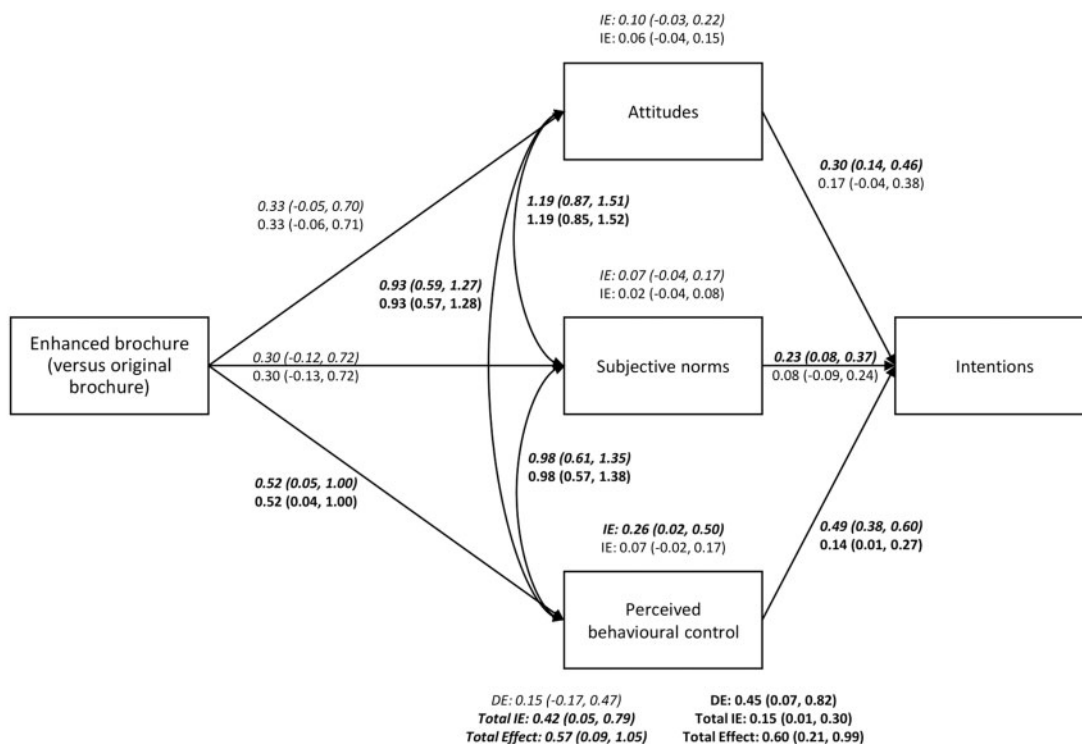 IE: 0.10 (-0.03, 0.22)
IE: 0.06 (-0.04, 0.15)
Attitudes
0.30 (0.14, 0.46)
0.17 (-0.04, 0.38)
0.33 (-0.05, 0.70)
0.33 (-0.06, 0.71)
1.19 (0.87, 1.51)
1.19 (0.85, 1.52)
0.93 (0.59, 1.27)
0.93 (0.57, 1.28)
IE: 0.07 (-0.04, 0.17)
IE: 0.02 (-0.04, 0.08)
Enhanced brochure
(versus original
brochure)
0.30 (-0.12, 0.72)
0.30 (-0.13, 0.72)
Subjective norms
0.23 (0.08, 0.37)
0.08 (-0.09, 0.24)
Intentions
0.98 (0.61, 1.35)
0.98 (0.57, 1.38)
0.52 (0.05, 1.00)
0.52 (0.04, 1.00)
IE: 0.26 (0.02, 0.50)
IE: 0.07 (-0.02, 0.17)
0.49 (0.38, 0.60)
0.14 (0.01, 0.27)
Perceived
behavioural control
DE: 0.15 (-0.17, 0.47)
Total IE: 0.42 (0.05, 0.79)
Total Effect: 0.57 (0.09, 1.05)
DE: 0.45 (0.07, 0.82)
Total IE: 0.15 (0.01, 0.30)
Total Effect: 0.60 (0.21, 0.99)